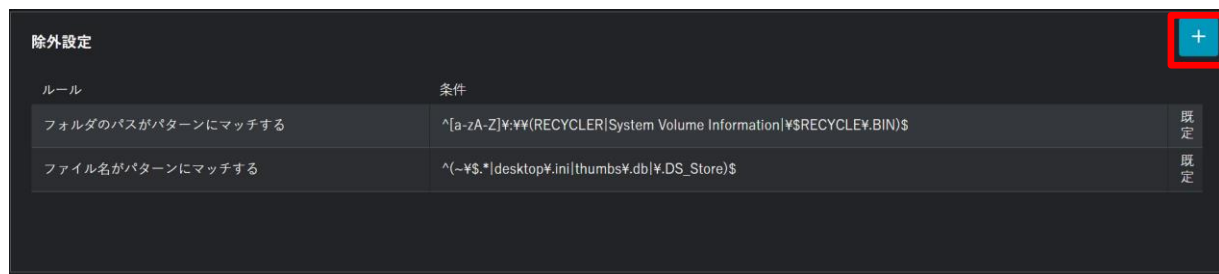 除外設定
+
ルール 条件
フォルダのパスがパターンにマッチする ^[a-zA-Z]¥:¥¥(RECYCLER|System Volume Information|¥$RECYCLE¥.BIN)$ 既定
ファイル名がパターンにマッチする ^(~¥$.*|desktop¥.ini|thumbs¥.db|¥.DS_Store)$ 既定